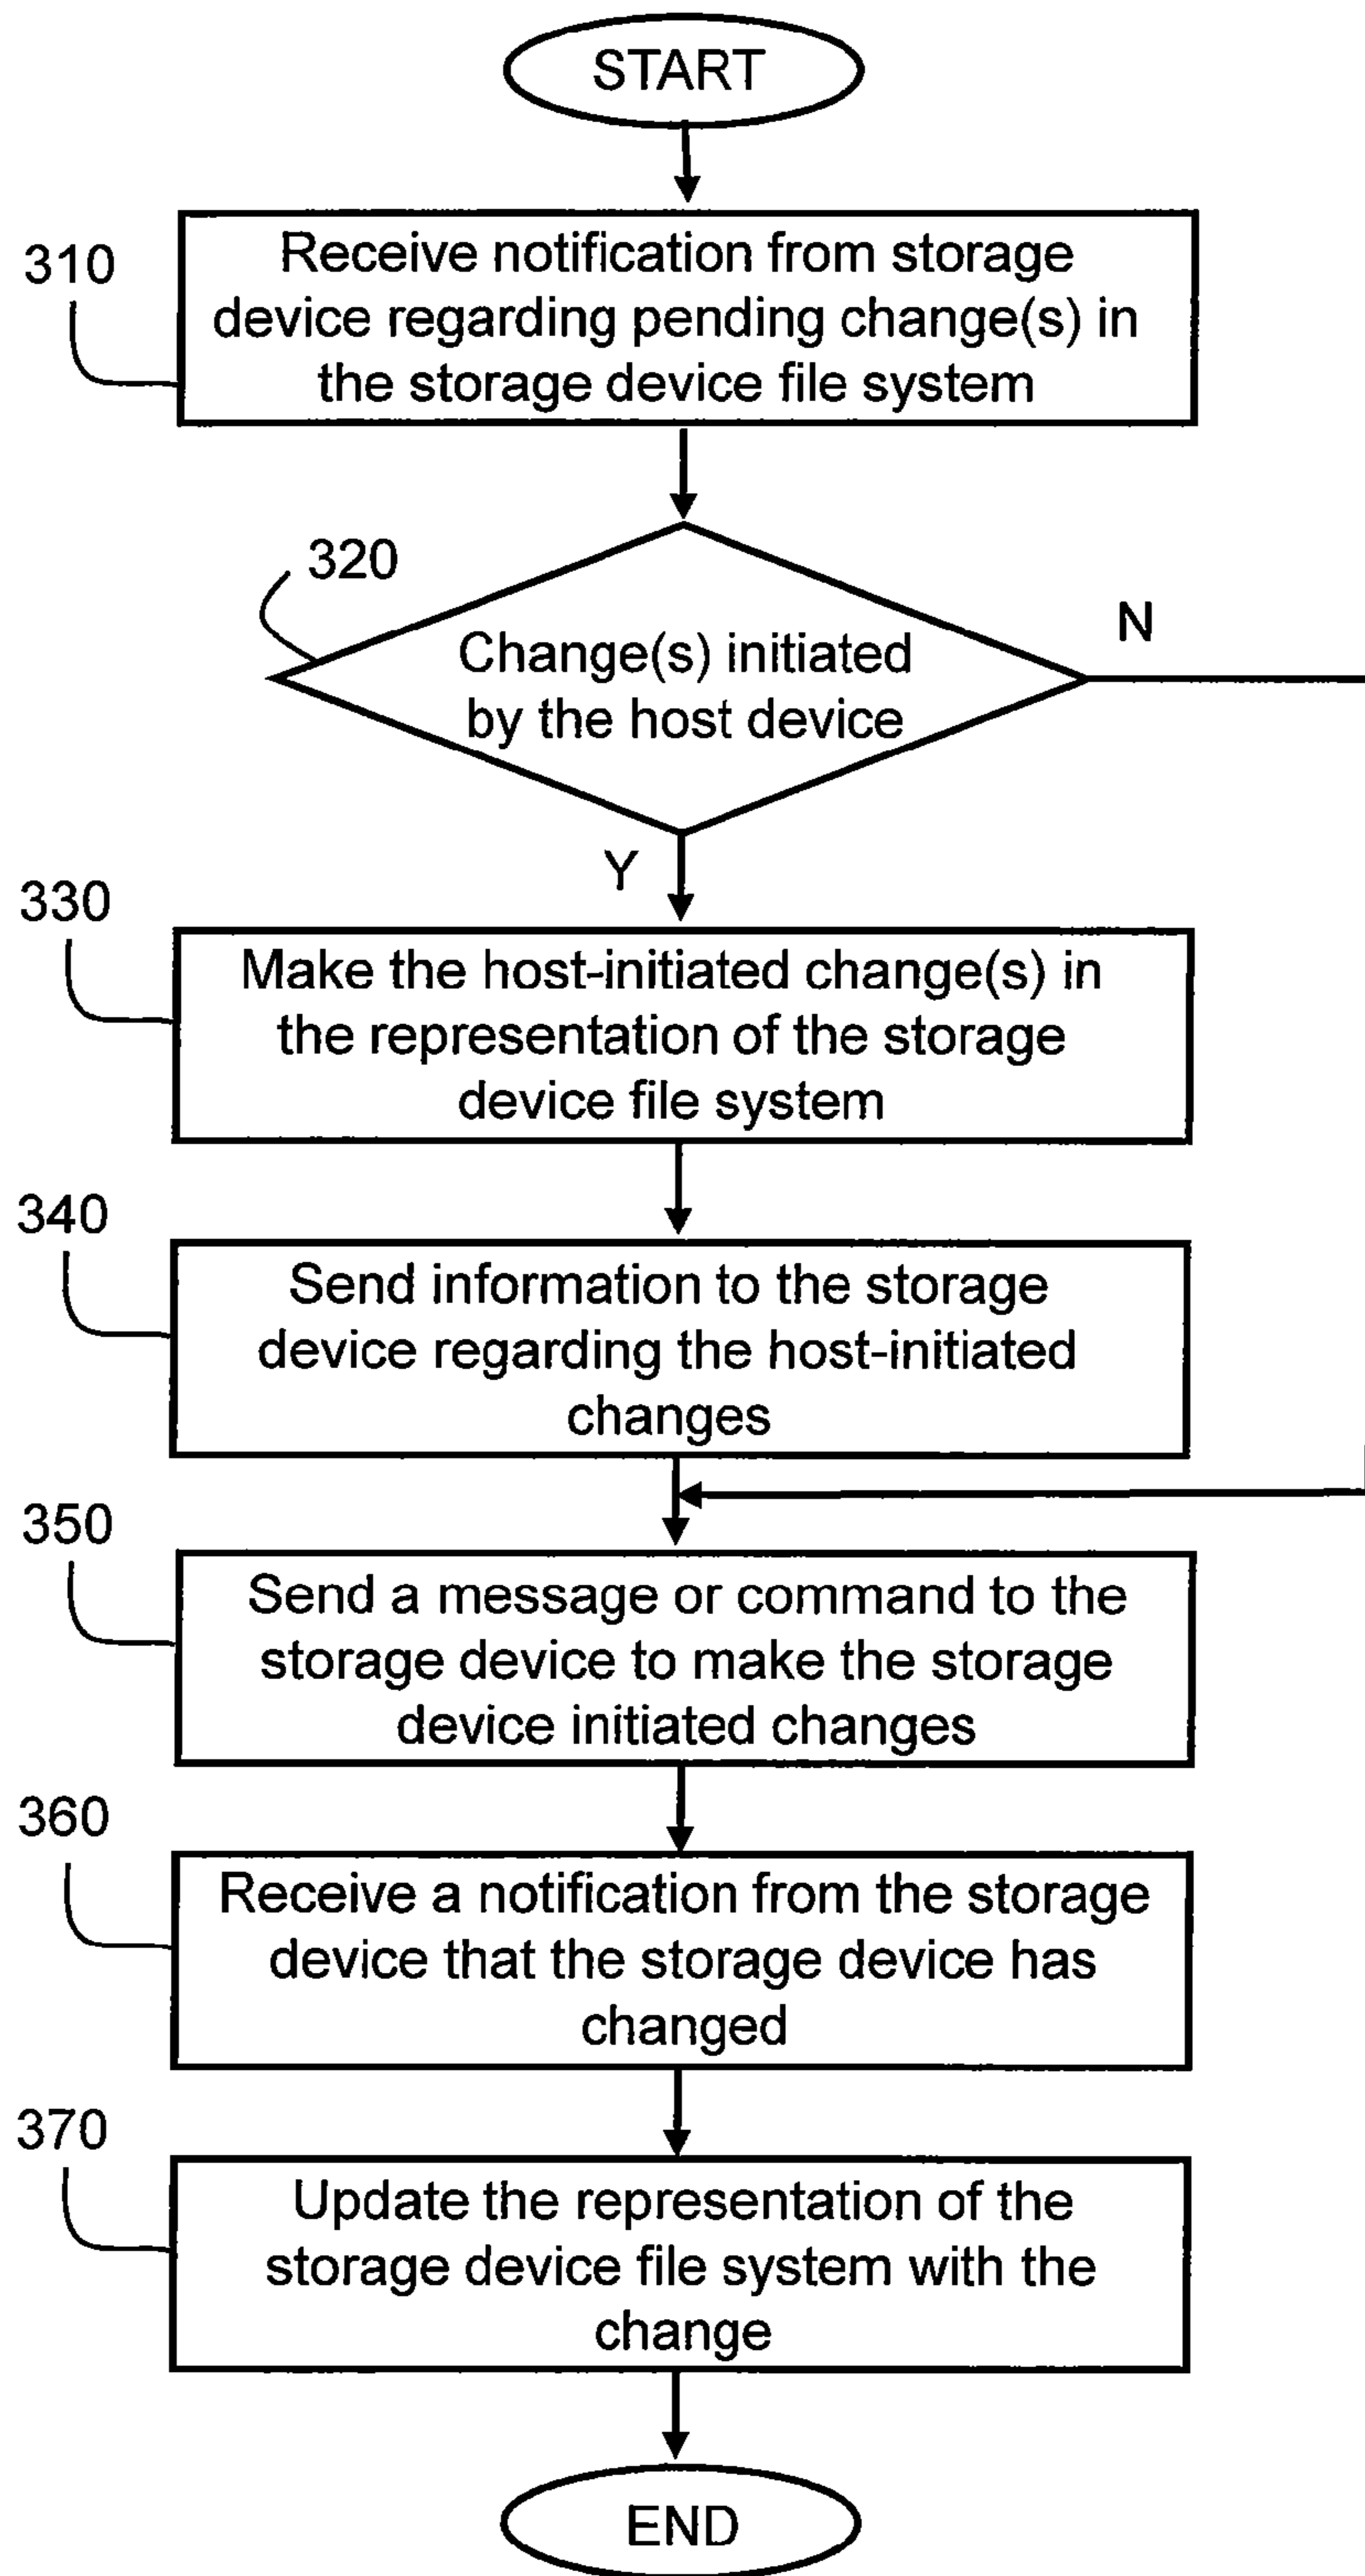 START
310
Receive notification from storage
device regarding pending change(s) in
the storage device file system
320
Change(s) initiated
by the host device
N
Y
330
Make the host-initiated change(s) in
the representation of the storage
device file system
340
Send information to the storage
device regarding the host-initiated
changes
350
Send a message or command to the
storage device to make the storage
device initiated changes
360
Receive a notification from the storage
device that the storage device has
changed
370
Update the representation of the
storage device file system with the
change
END